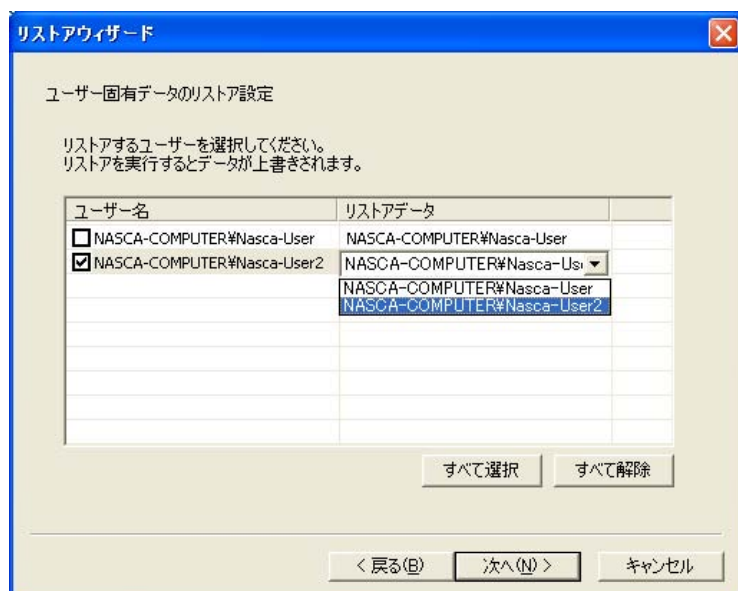 リストアウィザード
ユーザー固有データのリストア設定
リストアするユーザーを選択してください。
リストアを実行するとデータが上書きされます。
ユーザー名 リストアデータ
NASCA-COMPUTER¥Nasca-User NASCA-COMPUTER¥Nasca-User
NASCA-COMPUTER¥Nasca-User2 NASCA-COMPUTER¥Nasca-Us
NASCA-COMPUTER¥Nasca-User
NASCA-COMPUTER¥Nasca-User2
すべて選択 すべて解除
< 戻る(B) 次へ(N) > キャンセル